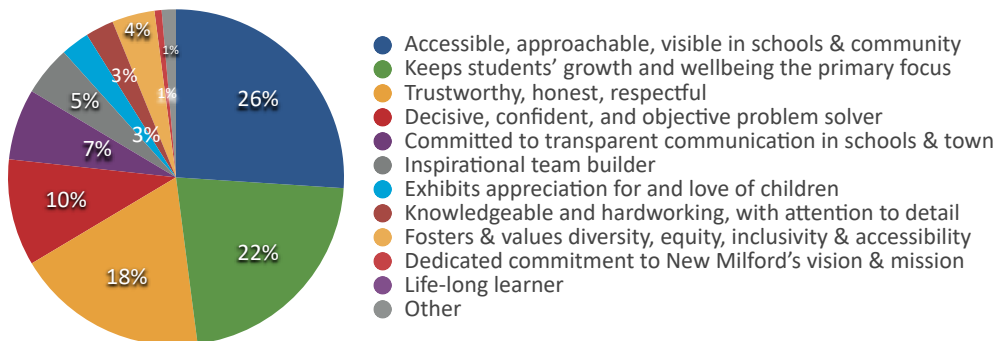 4%
1%
3%
1%
26%
5%
3%
7%
10%
22%
18%
Accessible, approachable, visible in schools & community
Keeps students’ growth and wellbeing the primary focus
Trustworthy, honest, respectful
Decisive, confident, and objective problem solver
Committed to transparent communication in schools & town
Inspirational team builder
Exhibits appreciation for and love of children
Knowledgeable and hardworking, with attention to detail
Fosters & values diversity, equity, inclusivity & accessibility
Dedicated commitment to New Milford’s vision & mission
Life-long learner
Other